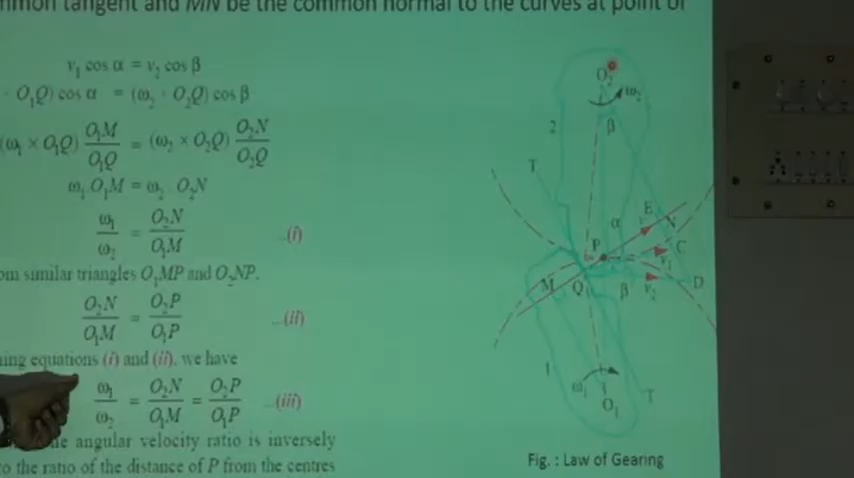 mmon tangent and MN be the common normal to the curves at point of
v₁ cos α = v₂ cos β
· O₁Q) cos α = (ω₂ · O₂Q) cos β
(ω₁ × O₁Q) O₁M/O₁Q = (ω₂ × O₂Q) O₂N/O₂Q
ω₁ O₁M = ω₂ . O₂N
ω₁/ω₂ = O₂N/O₁M ...(i)
om similar triangles O₁MP and O₂NP.
O₂N/O₁M = O₂P/O₁P ...(ii)
ning equations (i) and (ii), we have
ω₁/ω₂ = O₂N/O₁M = O₂P/O₁P ...(iii)
angular velocity ratio is inversely
o the ratio of the distance of P from the centres
O₂
ω₂
2
β
T
α
E
N
P
C
v₁
M
Q
β
v₂
D
1
ω₁
T
O₁
Fig. : Law of Gearing